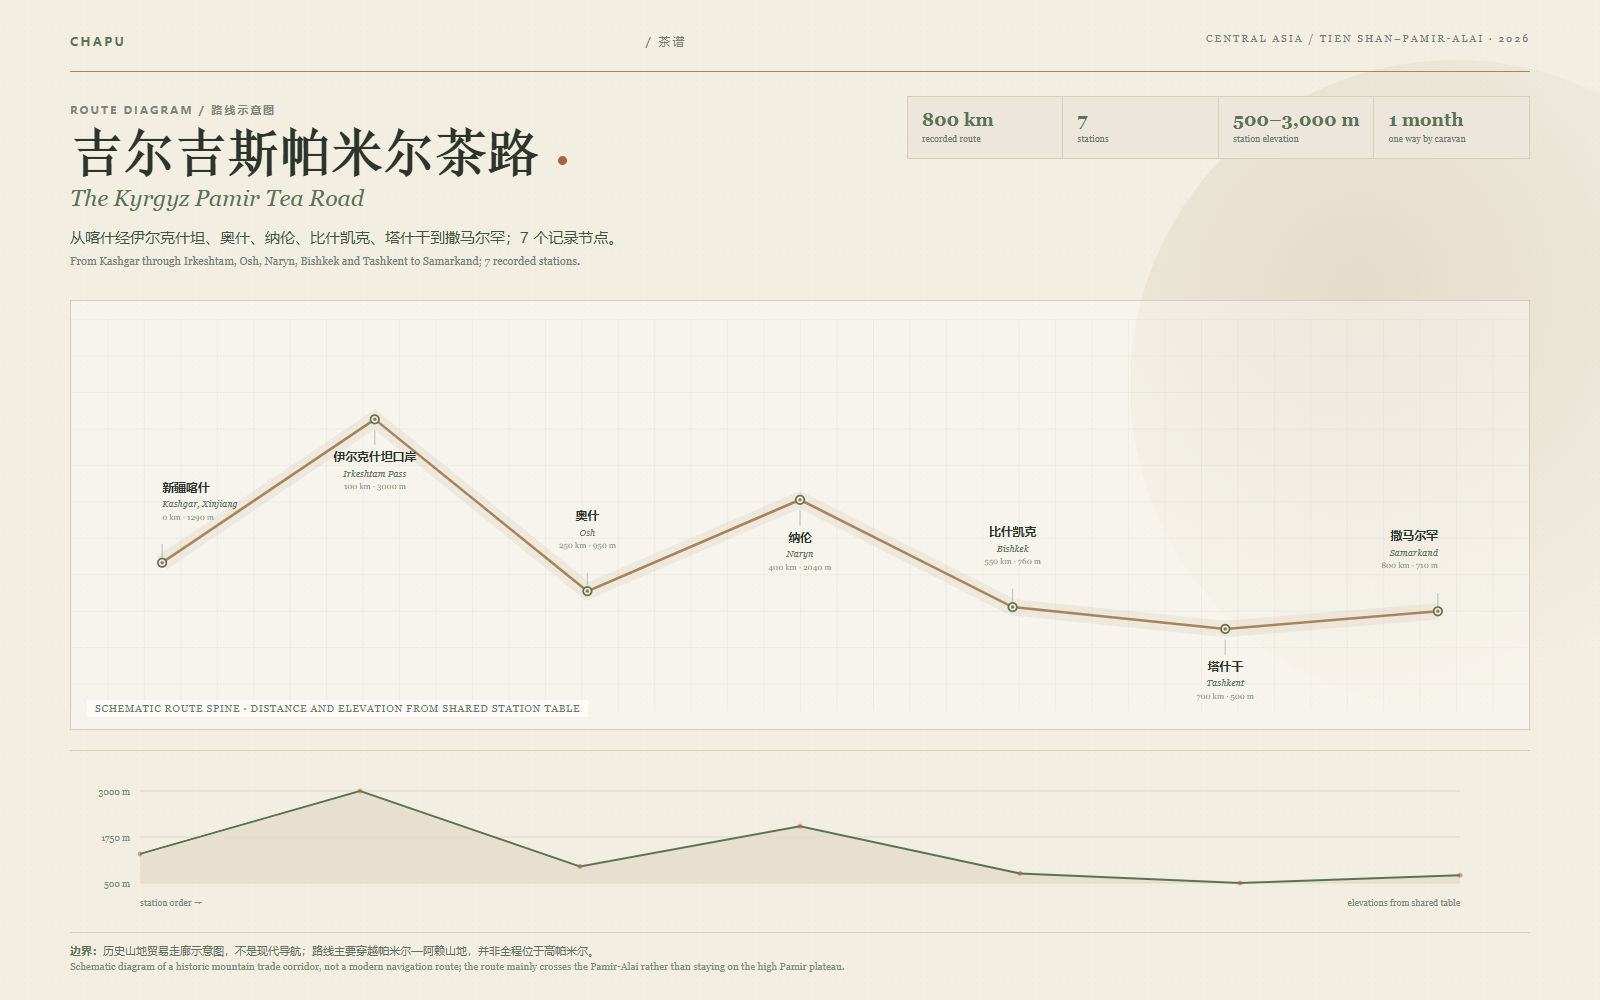 CHAPU
/ 茶谱
CENTRAL ASIA / TIEN SHAN–PAMIR-ALAI · 2026
ROUTE DIAGRAM / 路线示意图
吉尔吉斯帕米尔茶路
The Kyrgyz Pamir Tea Road
从喀什经伊尔克什坦、奥什、纳伦、比什凯克、塔什干到撒马尔罕；7 个记录节点。
From Kashgar through Irkeshtam, Osh, Naryn, Bishkek and Tashkent to Samarkand; 7 recorded stations.
800 km
recorded route
7
stations
500–3,000 m
station elevation
1 month
one way by caravan
新疆喀什
Kashgar, Xinjiang
0 km · 1290 m
伊尔克什坦口岸
Irkeshtam Pass
100 km · 3000 m
奥什
Osh
250 km · 950 m
纳伦
Naryn
400 km · 2040 m
比什凯克
Bishkek
550 km · 760 m
塔什干
Tashkent
700 km · 500 m
撒马尔罕
Samarkand
800 km · 710 m
SCHEMATIC ROUTE SPINE · DISTANCE AND ELEVATION FROM SHARED STATION TABLE
3000 m
1750 m
500 m
station order →
elevations from shared table
边界：历史山地贸易走廊示意图，不是现代导航；路线主要穿越帕米尔—阿赖山地，并非全程位于高帕米尔。
Schematic diagram of a historic mountain trade corridor, not a modern navigation route; the route mainly crosses the Pamir-Alai rather than staying on the high Pamir plateau.